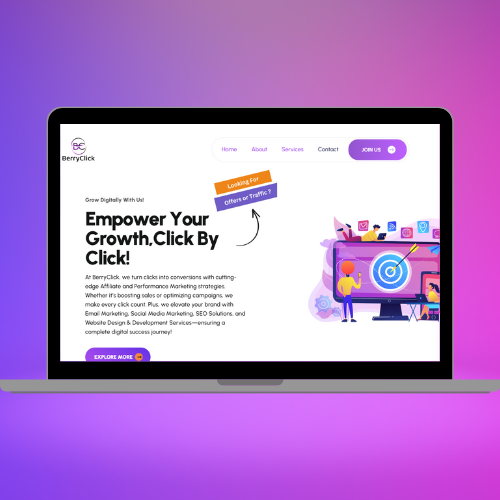 BC
BerryClick
Home About Services Contact JOIN US
Looking For
Offers or Traffic ?
Grow Digitally With Us!
Empower Your
Growth,Click By
Click!
At BerryClick, we turn clicks into conversions with cutting-
edge Affiliate and Performance Marketing strategies.
Whether it's boosting sales or optimizing campaigns, we
make every click count. Plus, we elevate your brand with
Email Marketing, Social Media Marketing, SEO Solutions, and
Website Design & Development Services—ensuring a
complete digital success journey!
EXPLORE MORE